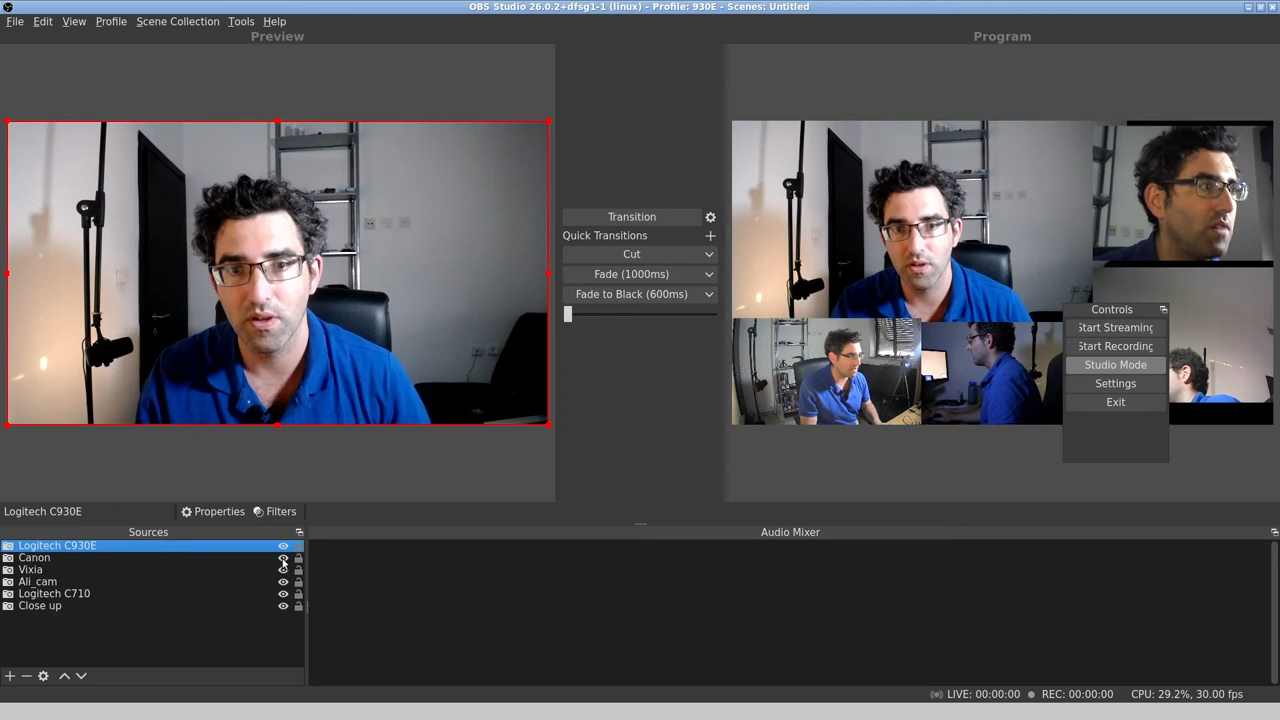 OBS Studio 26.0.2+dfsg1-1 (linux) - Profile: 930E - Scenes: Untitled
File Edit View Profile Scene Collection Tools Help
Preview
Program
Transition
Quick Transitions
Cut
Fade (1000ms)
Fade to Black (600ms)
Controls
Start Streaming
Start Recording
Studio Mode
Settings
Exit
Logitech C930E
Properties
Filters
Sources
Audio Mixer
Logitech C930E
Canon
Vixia
Ali_cam
Logitech C710
Close up
LIVE: 00:00:00
REC: 00:00:00
CPU: 29.2%, 30.00 fps